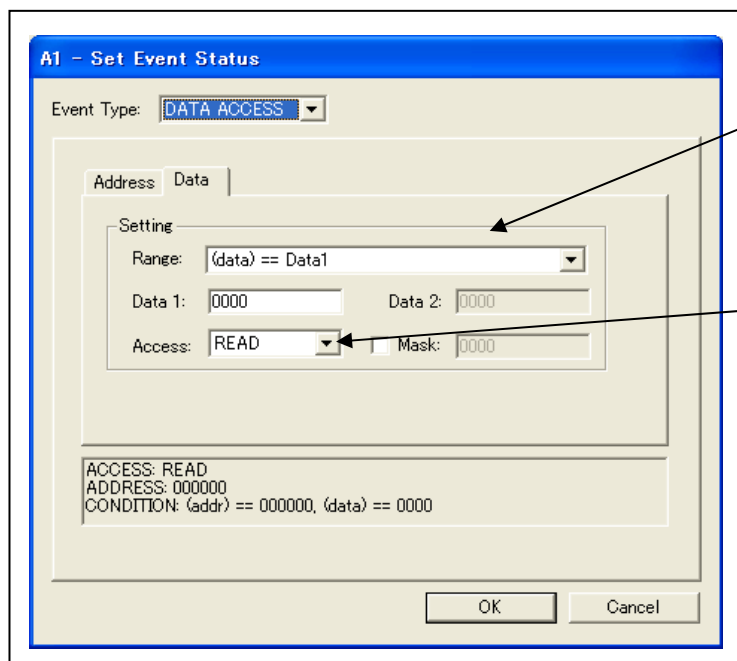 A1 - Set Event Status
Event Type: DATA ACCESS
Address Data
Setting
Range: (data) == Data1
Data 1: 0000 Data 2: 0000
Access: READ Mask: 0000
ACCESS: READ
ADDRESS: 000000
CONDITION: (addr) == 000000, (data) == 0000
OK Cancel